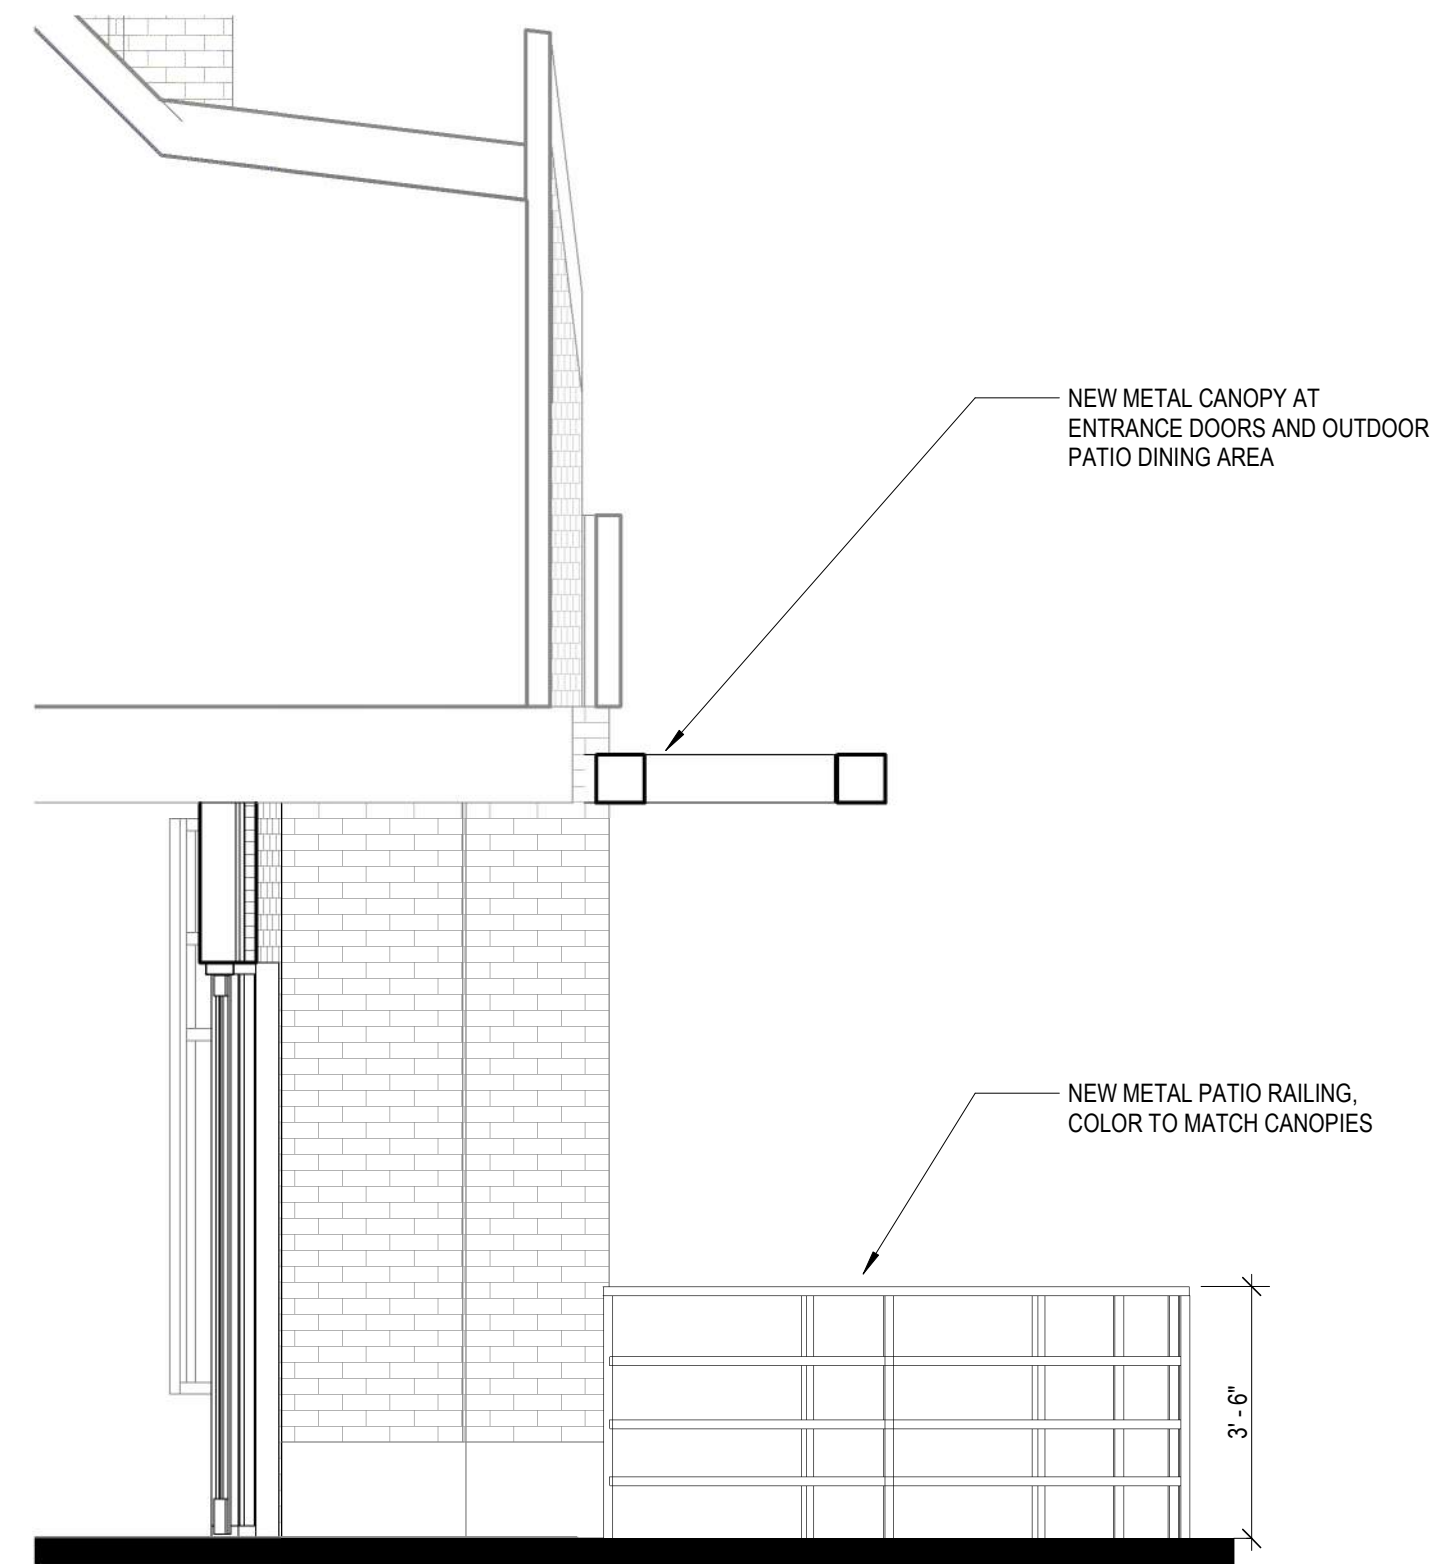 NEW METAL CANOPY AT
ENTRANCE DOORS AND OUTDOOR
PATIO DINING AREA
NEW METAL PATIO RAILING,
COLOR TO MATCH CANOPIES
3' - 6"